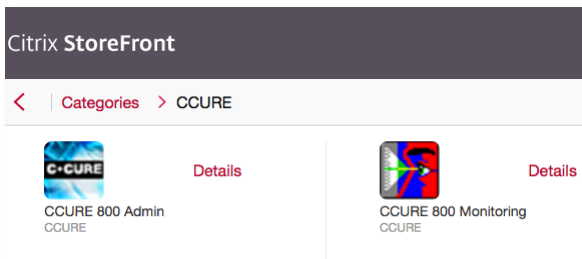 Citrix StoreFront
Categories > CCURE
C•CURE
Details
CCURE 800 Admin
CCURE
Details
CCURE 800 Monitoring
CCURE